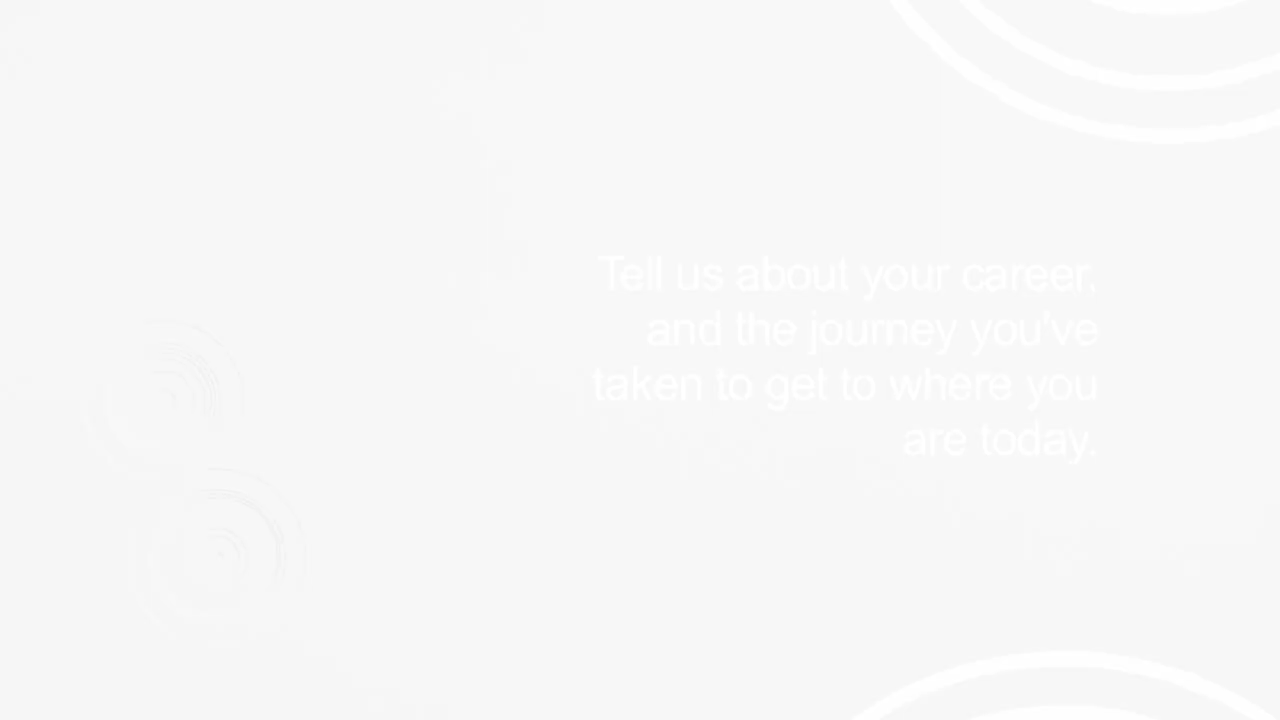 Tell us about your career,
and the journey you've
taken to get to where you
are today.